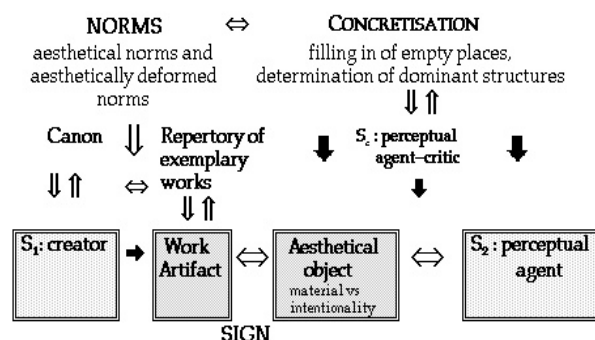 NORMS ⇔ CONCRETISATION
aesthetical norms and
aesthetically deformed
norms
filling in of empty places,
determination of dominant structures
Canon
Repertory of
exemplary
works
Sc : perceptual
agent–critic
S1: creator
Work
Artifact
Aesthetical
object
material vs
intentionality
S2 : perceptual
agent
SIGN